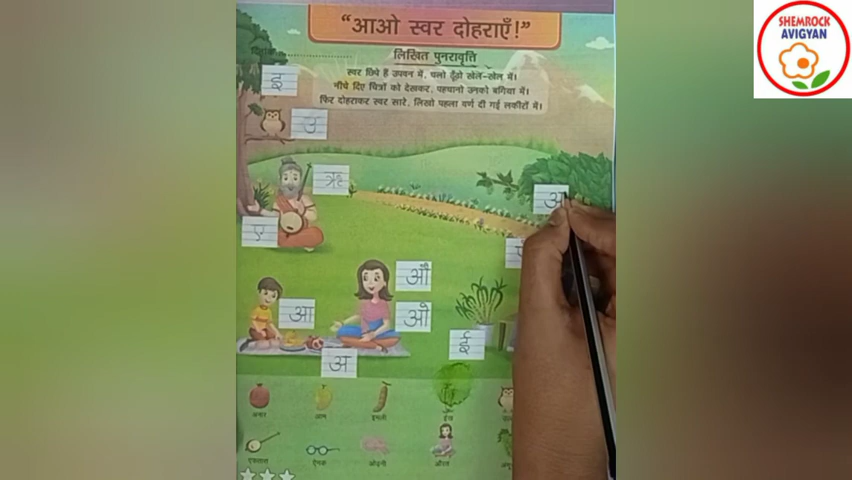 SHEMROCK
AVIGYAN
“आओ स्वर दोहराएँ!”
दिनांक
लिखित पुनरावृति
स्वर छिपे हैं उपवन में, चलो ढूँढो खेल-खेल में।
नीचे दिए चित्रों को देखकर, पहचानो उनको बगिया में।
फिर दोहराकर स्वर सारे, लिखो पहला वर्ण दी गई लकीरों में।
इ
उ
ऋ
अ
ए
औ
आ
ओ
ई
अ
अनार
आम
इमली
ईख
एकतारा
ऐनक
ओढ़नी
औरत